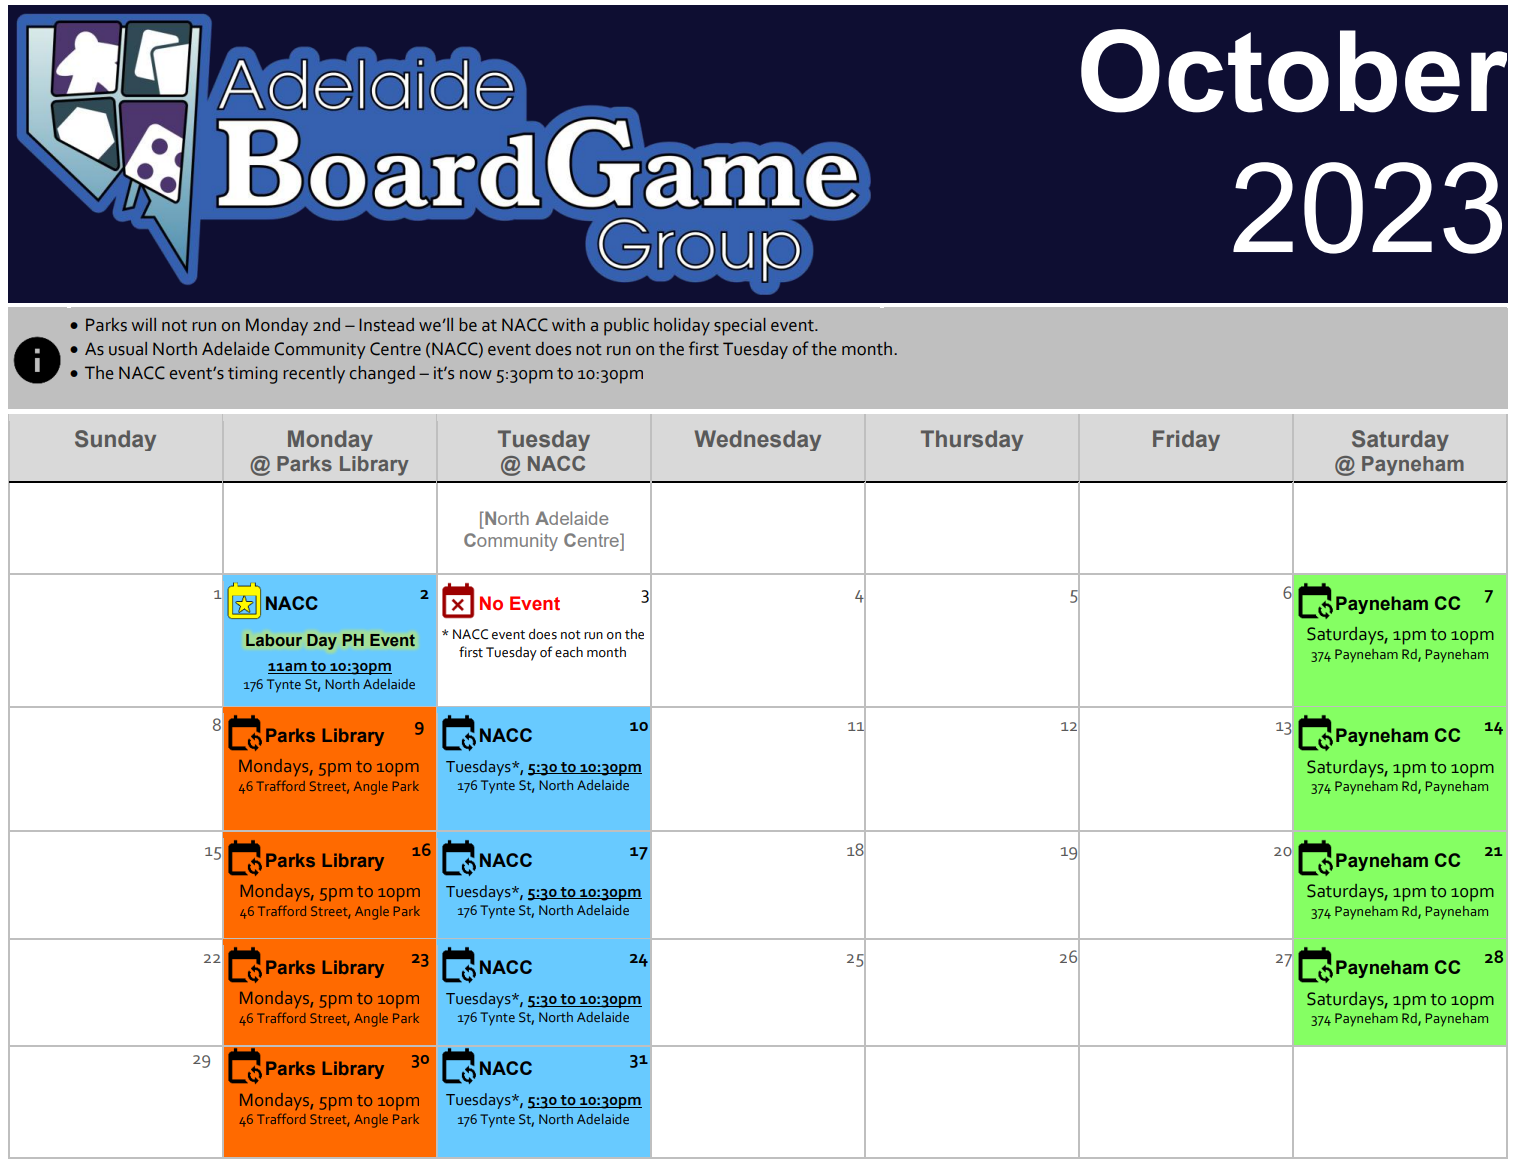 Adelaide
BoardGame
Group
October
2023
• Parks will not run on Monday 2nd – Instead we'll be at NACC with a public holiday special event.
• As usual North Adelaide Community Centre (NACC) event does not run on the first Tuesday of the month.
• The NACC event's timing recently changed – it's now 5:30pm to 10:30pm
Sunday
Monday
@ Parks Library
Tuesday
@ NACC
Wednesday
Thursday
Friday
Saturday
@ Payneham
[North Adelaide
Community Centre]
1
NACC 2
Labour Day PH Event
11am to 10:30pm
176 Tynte St, North Adelaide
No Event 3
* NACC event does not run on the
first Tuesday of each month
4
5
6
Payneham CC 7
Saturdays, 1pm to 10pm
374 Payneham Rd, Payneham
8
Parks Library 9
Mondays, 5pm to 10pm
46 Trafford Street, Angle Park
NACC 10
Tuesdays*, 5:30 to 10:30pm
176 Tynte St, North Adelaide
11
12
13
Payneham CC 14
Saturdays, 1pm to 10pm
374 Payneham Rd, Payneham
15
Parks Library 16
Mondays, 5pm to 10pm
46 Trafford Street, Angle Park
NACC 17
Tuesdays*, 5:30 to 10:30pm
176 Tynte St, North Adelaide
18
19
20
Payneham CC 21
Saturdays, 1pm to 10pm
374 Payneham Rd, Payneham
22
Parks Library 23
Mondays, 5pm to 10pm
46 Trafford Street, Angle Park
NACC 24
Tuesdays*, 5:30 to 10:30pm
176 Tynte St, North Adelaide
25
26
27
Payneham CC 28
Saturdays, 1pm to 10pm
374 Payneham Rd, Payneham
29
Parks Library 30
Mondays, 5pm to 10pm
46 Trafford Street, Angle Park
NACC 31
Tuesdays*, 5:30 to 10:30pm
176 Tynte St, North Adelaide